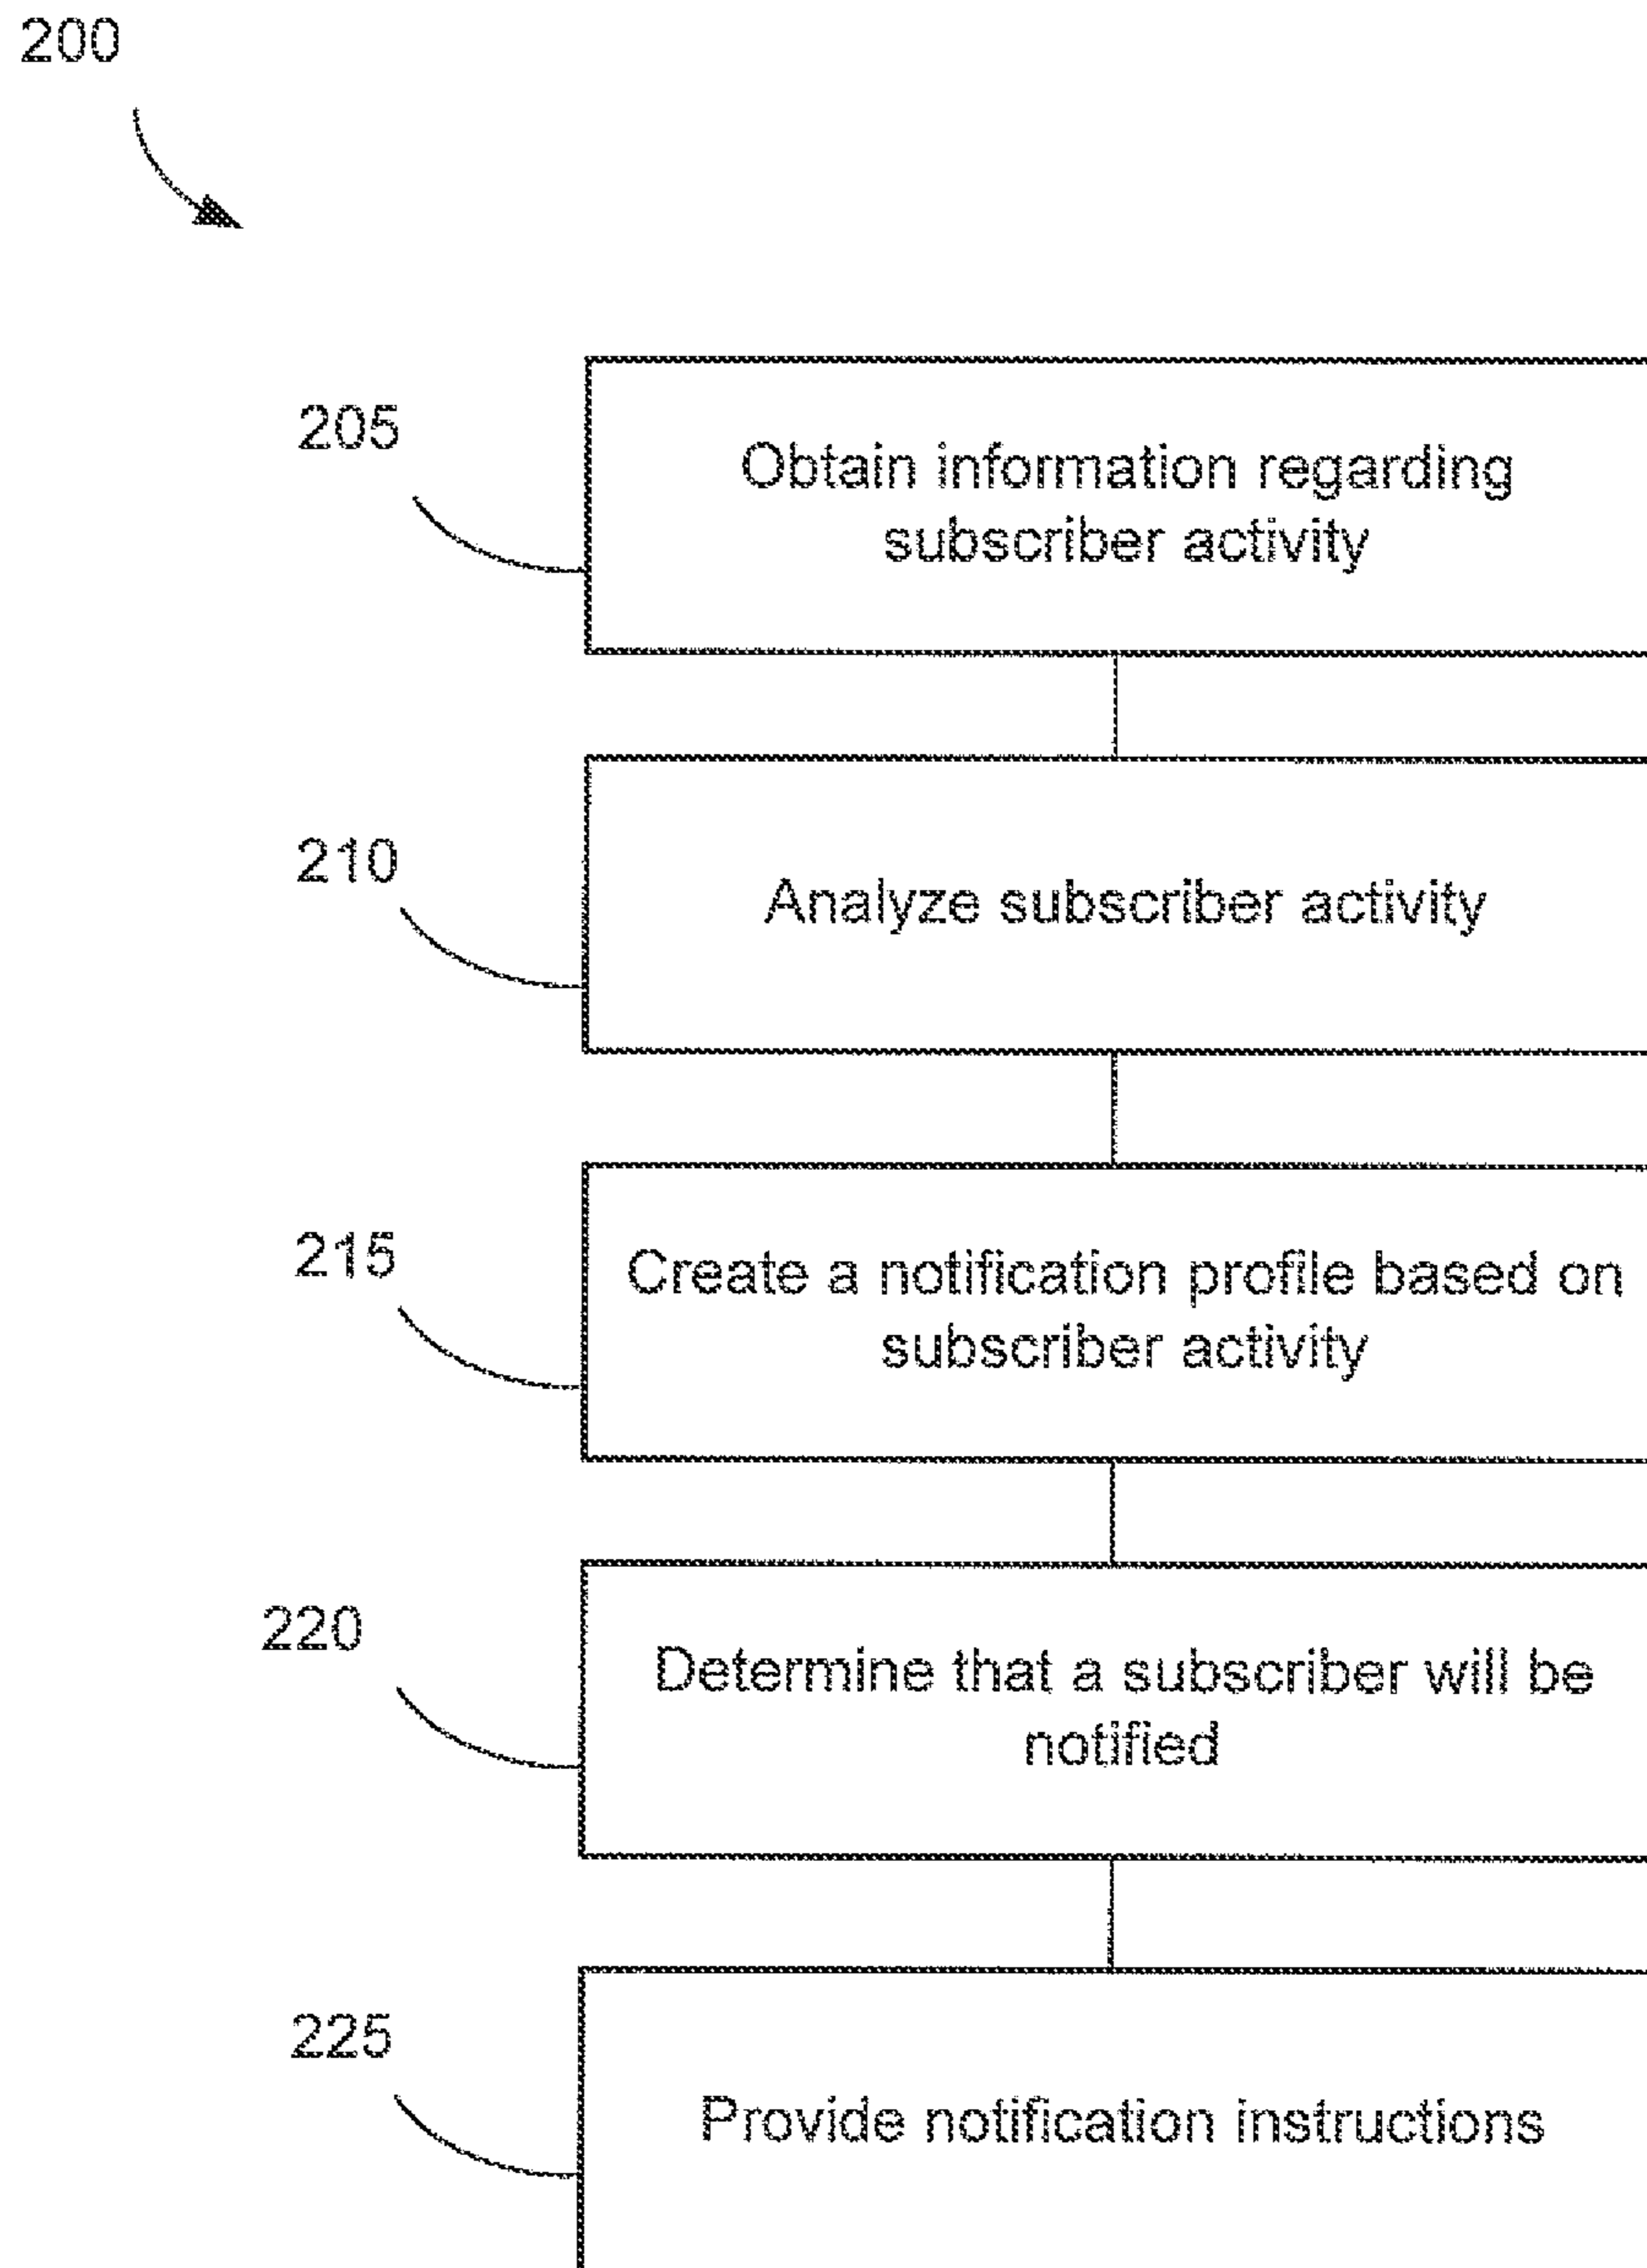 200
205
Obtain information regarding
subscriber activity
210
Analyze subscriber activity
215
Create a notification profile based on
subscriber activity
220
Determine that a subscriber will be
notified
225
Provide notification instructions